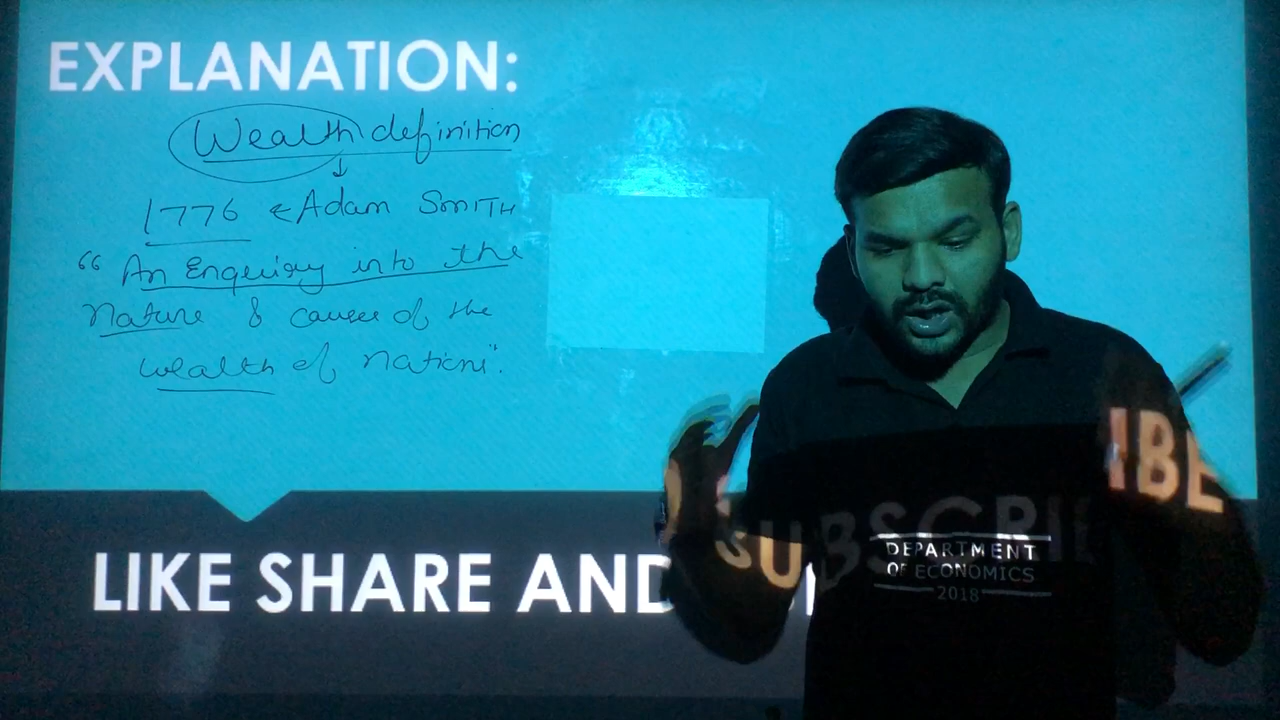 EXPLANATION:
Wealth definition
↓
1776 ← Adam SMITH
“ An Enquiry into the
Nature & causes of the
wealth of Nations".
LIKE SHARE AND SUBSCRIBE
DEPARTMENT
OF ECONOMICS
2018